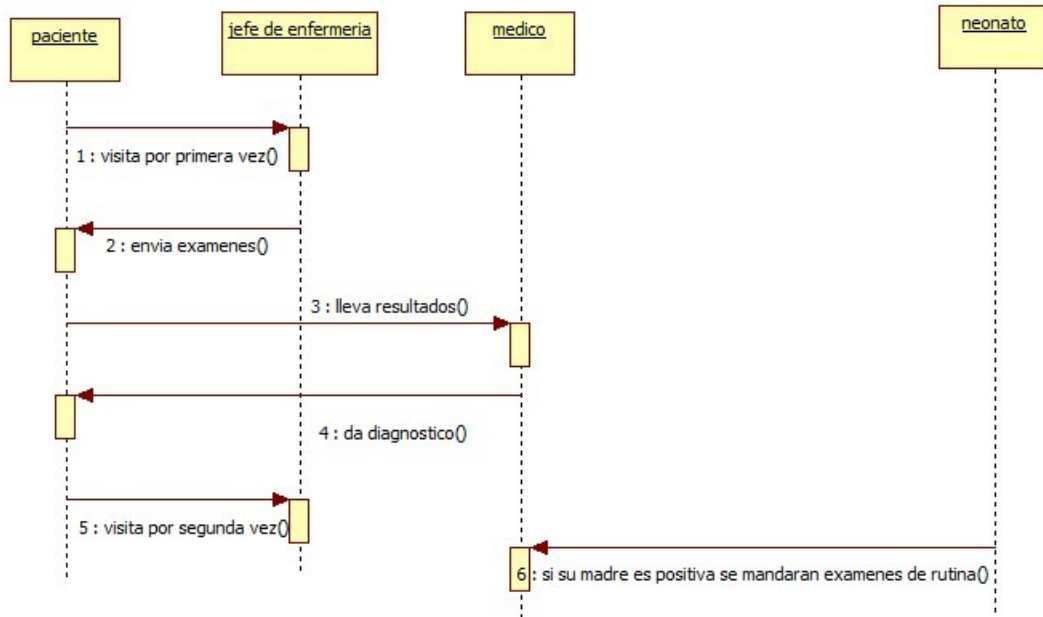 paciente
jefe de enfermeria
medico
neonato
1 : visita por primera vez()
2 : envia examenes()
3 : lleva resultados()
4 : da diagnostico()
5 : visita por segunda vez()
6 : si su madre es positiva se mandaran examenes de rutina()